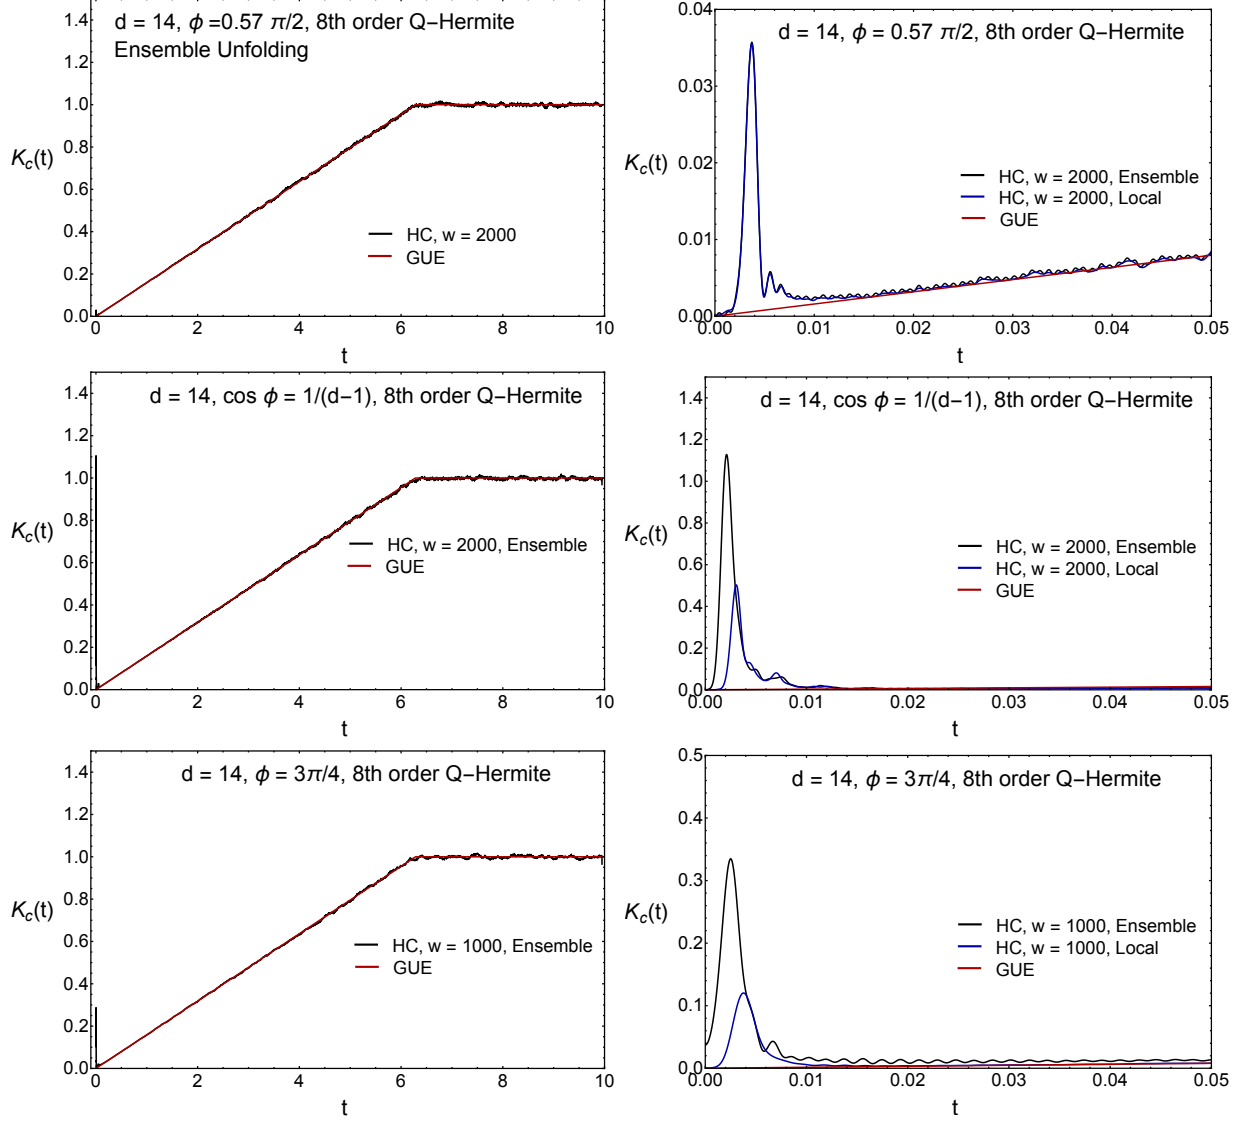 d = 14, ϕ =0.57 π/2, 8th order Q−Hermite
Ensemble Unfolding
1.4
1.2
1.0
0.8
0.6
0.4
0.2
0.0
Kc(t)
HC, w = 2000
GUE
0 2 4 6 8 10
t
d = 14, ϕ = 0.57 π/2, 8th order Q−Hermite
0.04
0.03
0.02
0.01
0.00
Kc(t)
HC, w = 2000, Ensemble
HC, w = 2000, Local
GUE
0.00 0.01 0.02 0.03 0.04 0.05
t
d = 14, cos ϕ = 1/(d−1), 8th order Q−Hermite
1.4
1.2
1.0
0.8
0.6
0.4
0.2
0.0
Kc(t)
HC, w = 2000, Ensemble
GUE
0 2 4 6 8 10
t
d = 14, cos ϕ = 1/(d−1), 8th order Q−Hermite
1.4
1.2
1.0
0.8
0.6
0.4
0.2
0.0
Kc(t)
HC, w = 2000, Ensemble
HC, w = 2000, Local
GUE
0.00 0.01 0.02 0.03 0.04 0.05
t
d = 14, ϕ = 3π/4, 8th order Q−Hermite
1.4
1.2
1.0
0.8
0.6
0.4
0.2
0.0
Kc(t)
HC, w = 1000, Ensemble
GUE
0 2 4 6 8 10
t
d = 14, ϕ = 3π/4, 8th order Q−Hermite
0.5
0.4
0.3
0.2
0.1
0.0
Kc(t)
HC, w = 1000, Ensemble
HC, w = 1000, Local
GUE
0.00 0.01 0.02 0.03 0.04 0.05
t